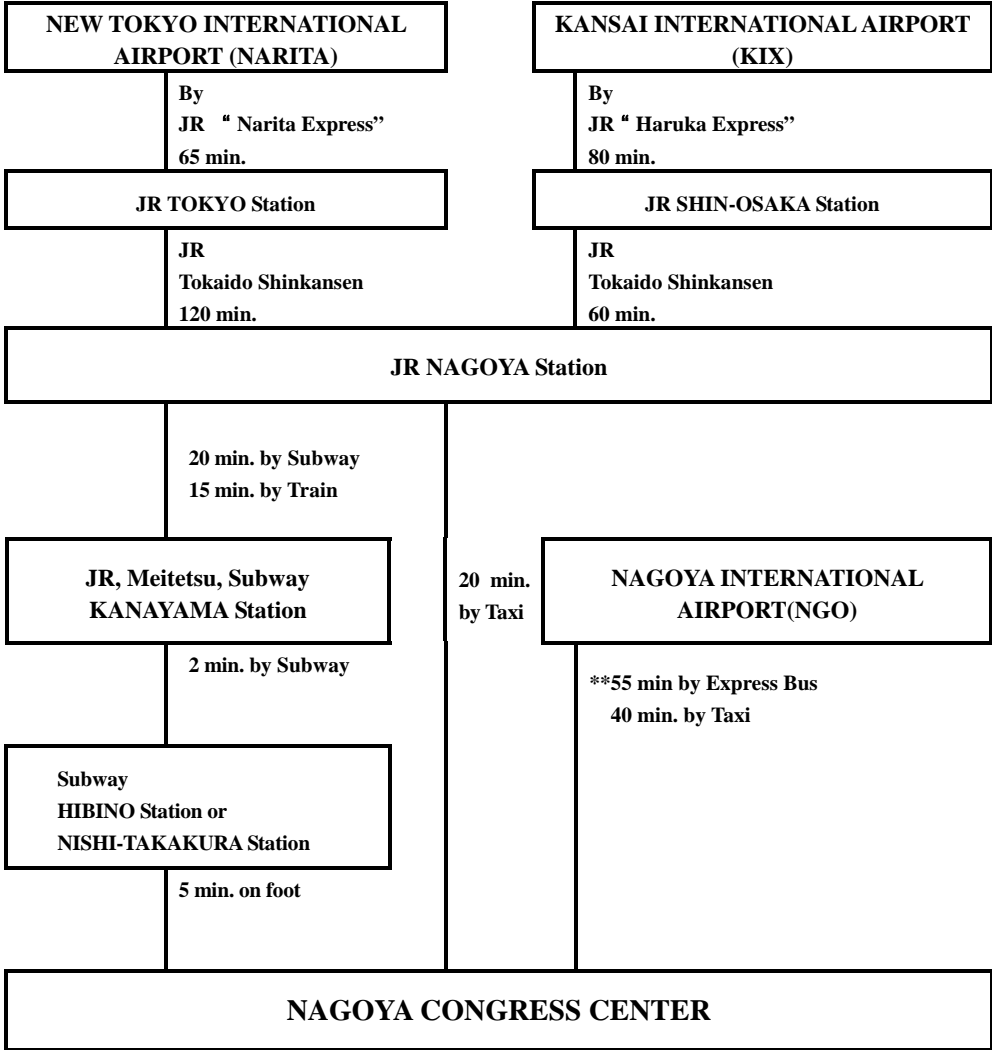 NEW TOKYO INTERNATIONAL
AIRPORT (NARITA)
KANSAI INTERNATIONAL AIRPORT
(KIX)
By
JR “ Narita Express”
65 min.
By
JR “ Haruka Express”
80 min.
JR TOKYO Station
JR SHIN-OSAKA Station
JR
Tokaido Shinkansen
120 min.
JR
Tokaido Shinkansen
60 min.
JR NAGOYA Station
20 min. by Subway
15 min. by Train
JR, Meitetsu, Subway
KANAYAMA Station
20 min.
by Taxi
NAGOYA INTERNATIONAL
AIRPORT(NGO)
2 min. by Subway
**55 min by Express Bus
40 min. by Taxi
Subway
HIBINO Station or
NISHI-TAKAKURA Station
5 min. on foot
NAGOYA CONGRESS CENTER